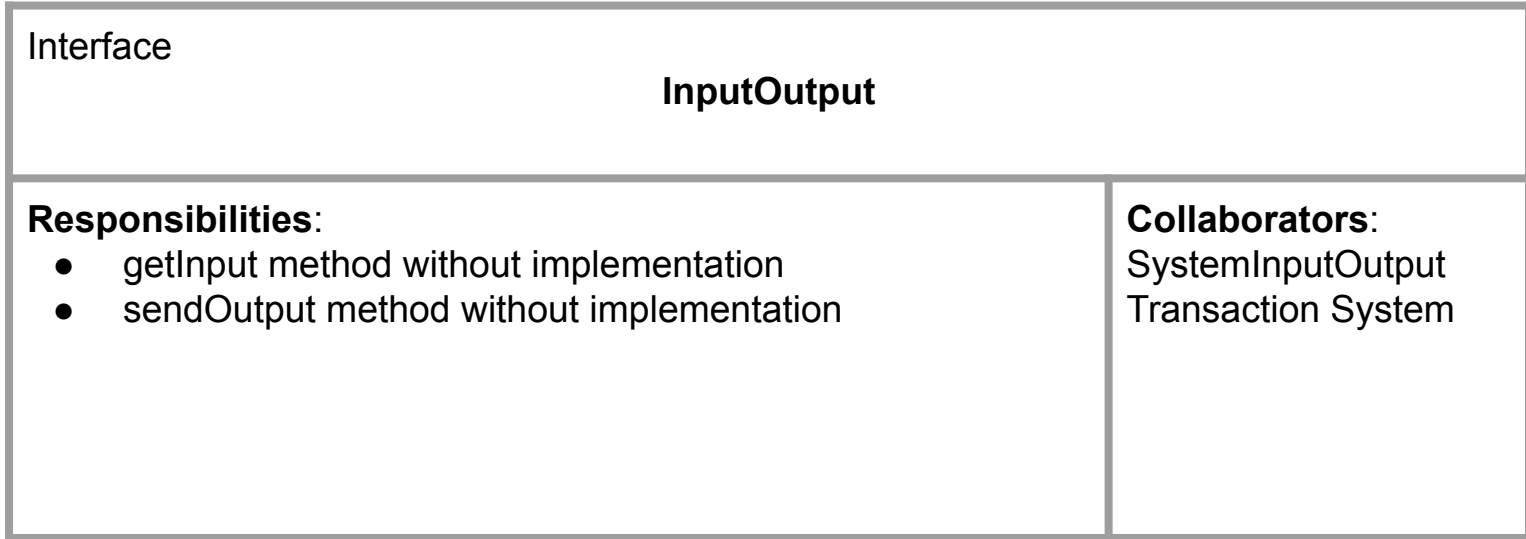 Interface
InputOutput
Responsibilities:
● getInput method without implementation
● sendOutput method without implementation
Collaborators:
SystemInputOutput
Transaction System